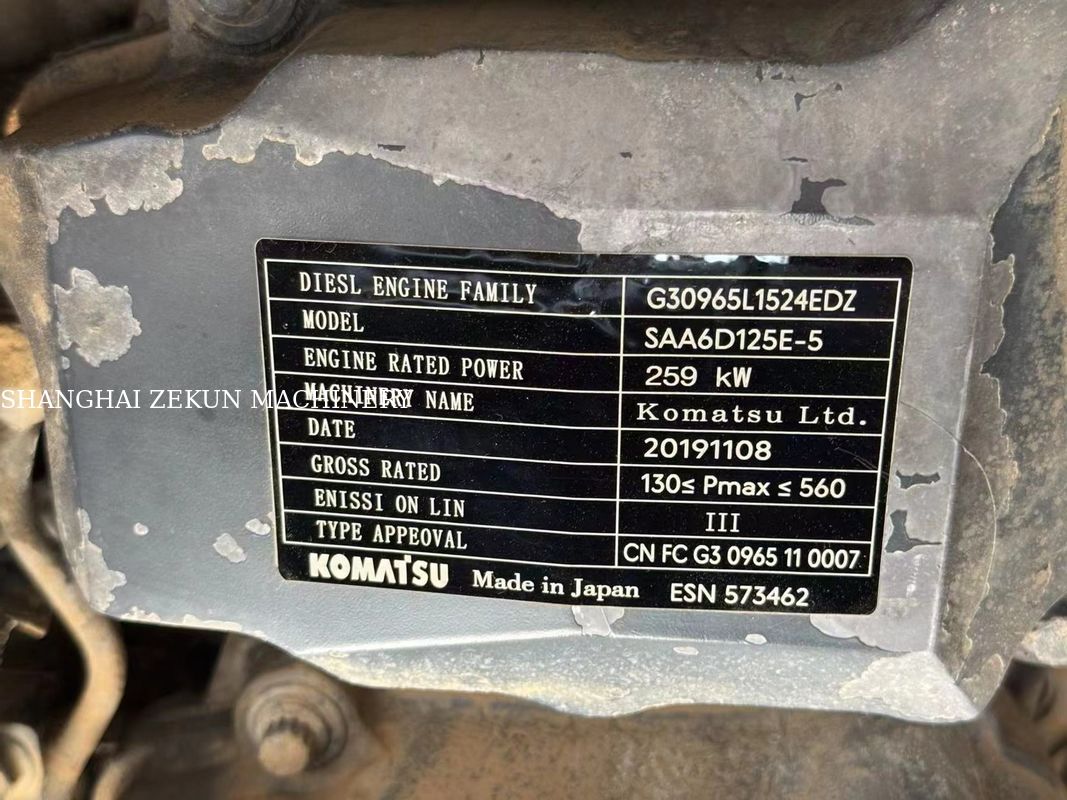 DIESL ENGINE FAMILY G30965L1524EDZ
MODEL SAA6D125E-5
ENGINE RATED POWER 259 kW
MACHINERY NAME Komatsu Ltd.
SHANGHAI ZEKUN MACHINERY
DATE 20191108
GROSS RATED 130≤ Pmax ≤ 560
ENISSI ON LIN III
TYPE APPEOVAL CN FC G3 0965 11 0007
KOMATSU Made in Japan ESN 573462